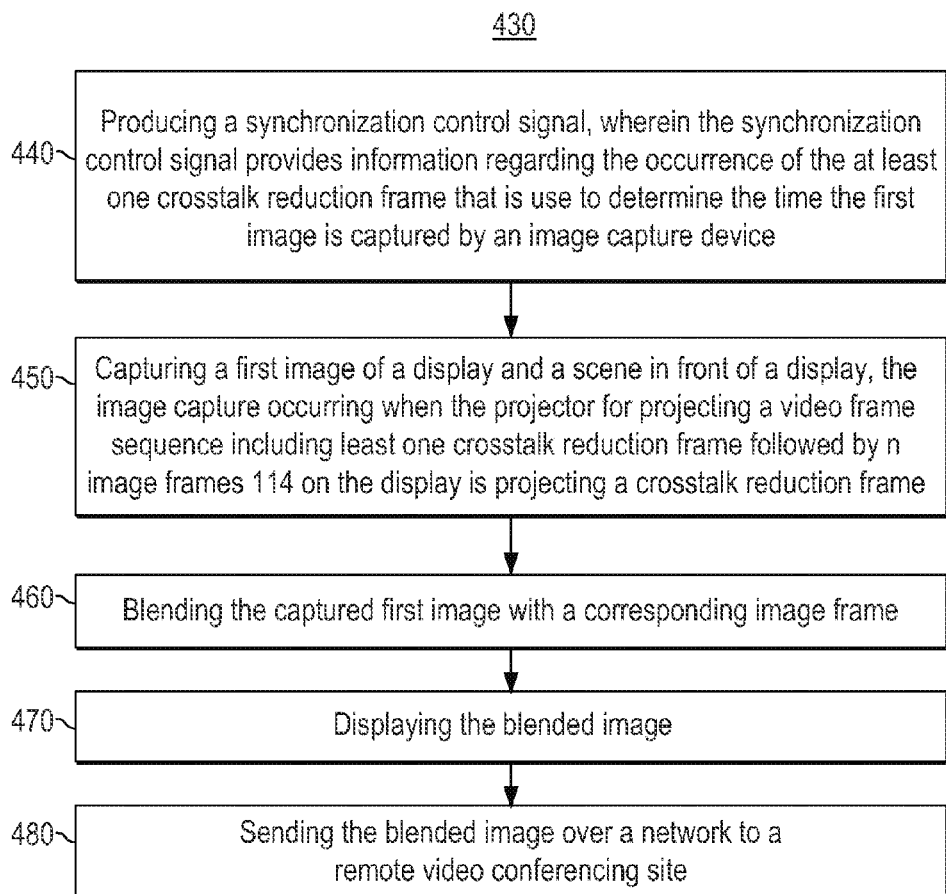 430
440
Producing a synchronization control signal, wherein the synchronization
control signal provides information regarding the occurrence of the at least
one crosstalk reduction frame that is use to determine the time the first
image is captured by an image capture device
450
Capturing a first image of a display and a scene in front of a display, the
image capture occurring when the projector for projecting a video frame
sequence including least one crosstalk reduction frame followed by n
image frames 114 on the display is projecting a crosstalk reduction frame
460
Blending the captured first image with a corresponding image frame
470
Displaying the blended image
480
Sending the blended image over a network to a
remote video conferencing site